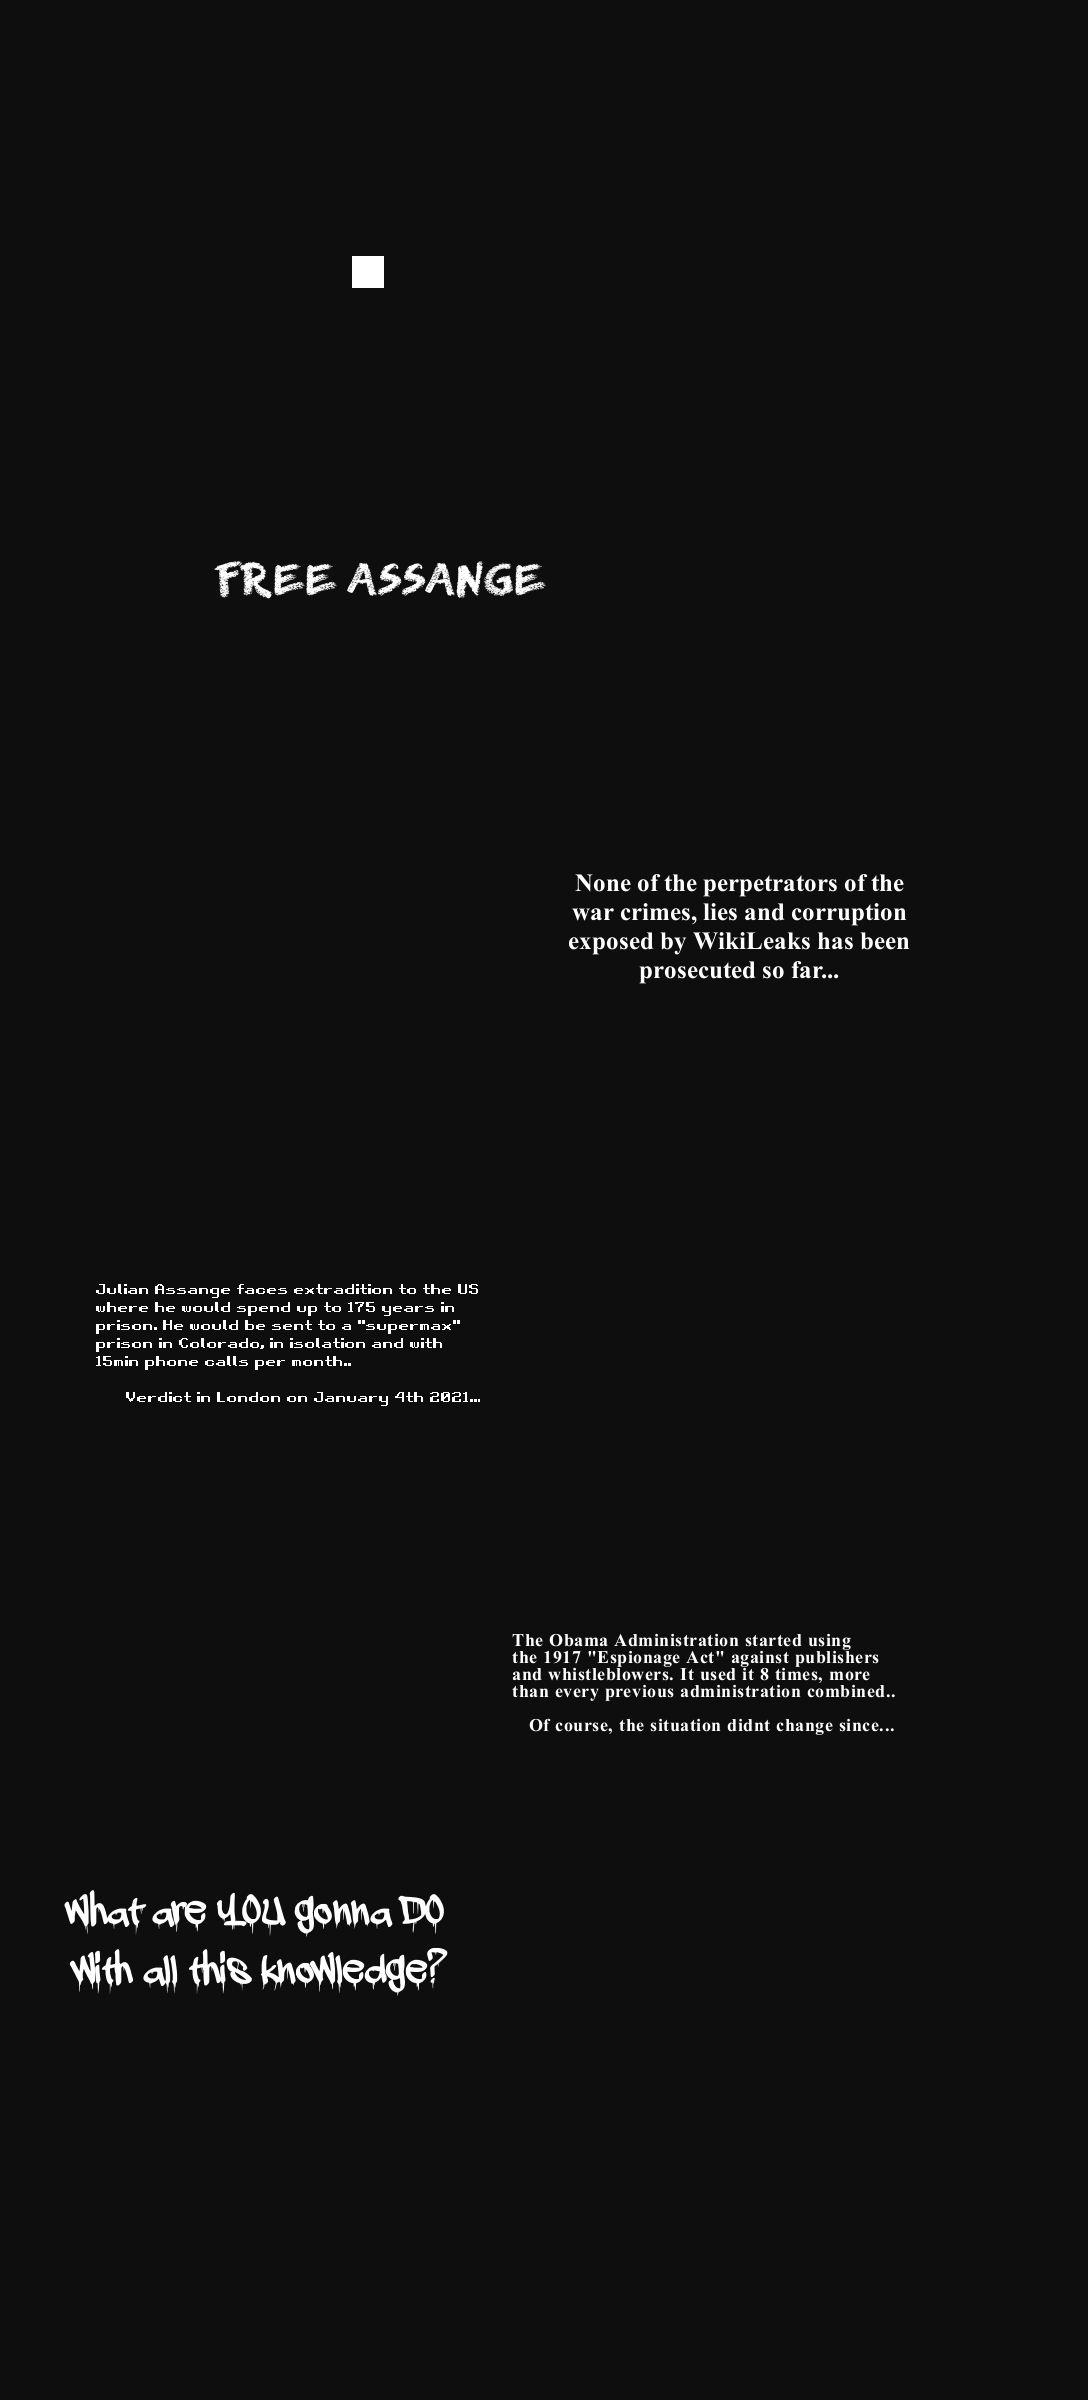 FREE ASSANGE
None of the perpetrators of the
war crimes, lies and corruption
exposed by WikiLeaks has been
prosecuted so far...
Julian Assange faces extradition to the US
where he would spend up to 175 years in
prison. He would be sent to a "supermax"
prison in Colorado, in isolation and with
15min phone calls per month..
Verdict in London on January 4th 2021...
The Obama Administration started using
the 1917 "Espionage Act" against publishers
and whistleblowers. It used it 8 times, more
than every previous administration combined..
Of course, the situation didnt change since...
What are YOU gonna DO
With all this knoWledge?